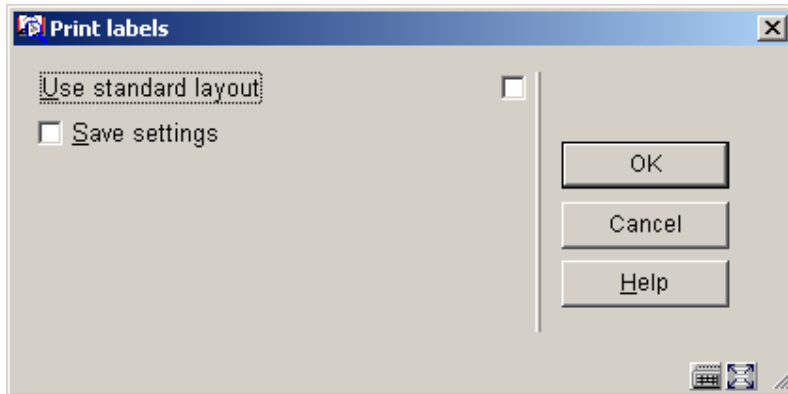 Print labels
Use standard layout
Save settings
OK
Cancel
Help